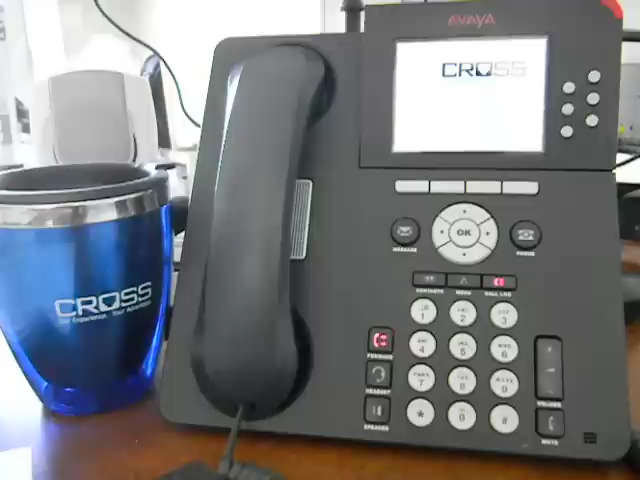 AVAYA
CROSS
OK
MESSAGE
PHONE
CONTACTS
MENU
CALL LOG
CROSS
Our Experience. Your Advantage
1
ABC
2
DEF
3
GHI
4
JKL
5
MNO
6
PQRS
7
TUV
8
WXYZ
9
*
0
#
FORWARD
HEADSET
SPEAKER
VOLUME
MUTE